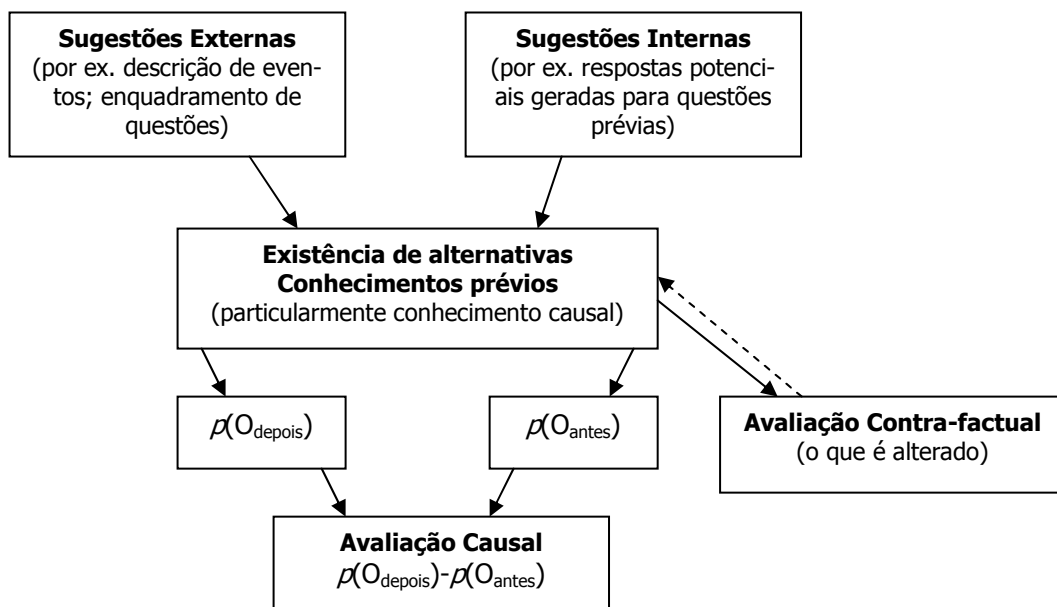 Sugestões Externas
(por ex. descrição de even-
tos; enquadramento de
questões)
Sugestões Internas
(por ex. respostas potenci-
ais geradas para questões
prévias)
Existência de alternativas
Conhecimentos prévios
(particularmente conhecimento causal)
p(Odepois)
p(Oantes)
Avaliação Contra-factual
(o que é alterado)
Avaliação Causal
p(Odepois)-p(Oantes)